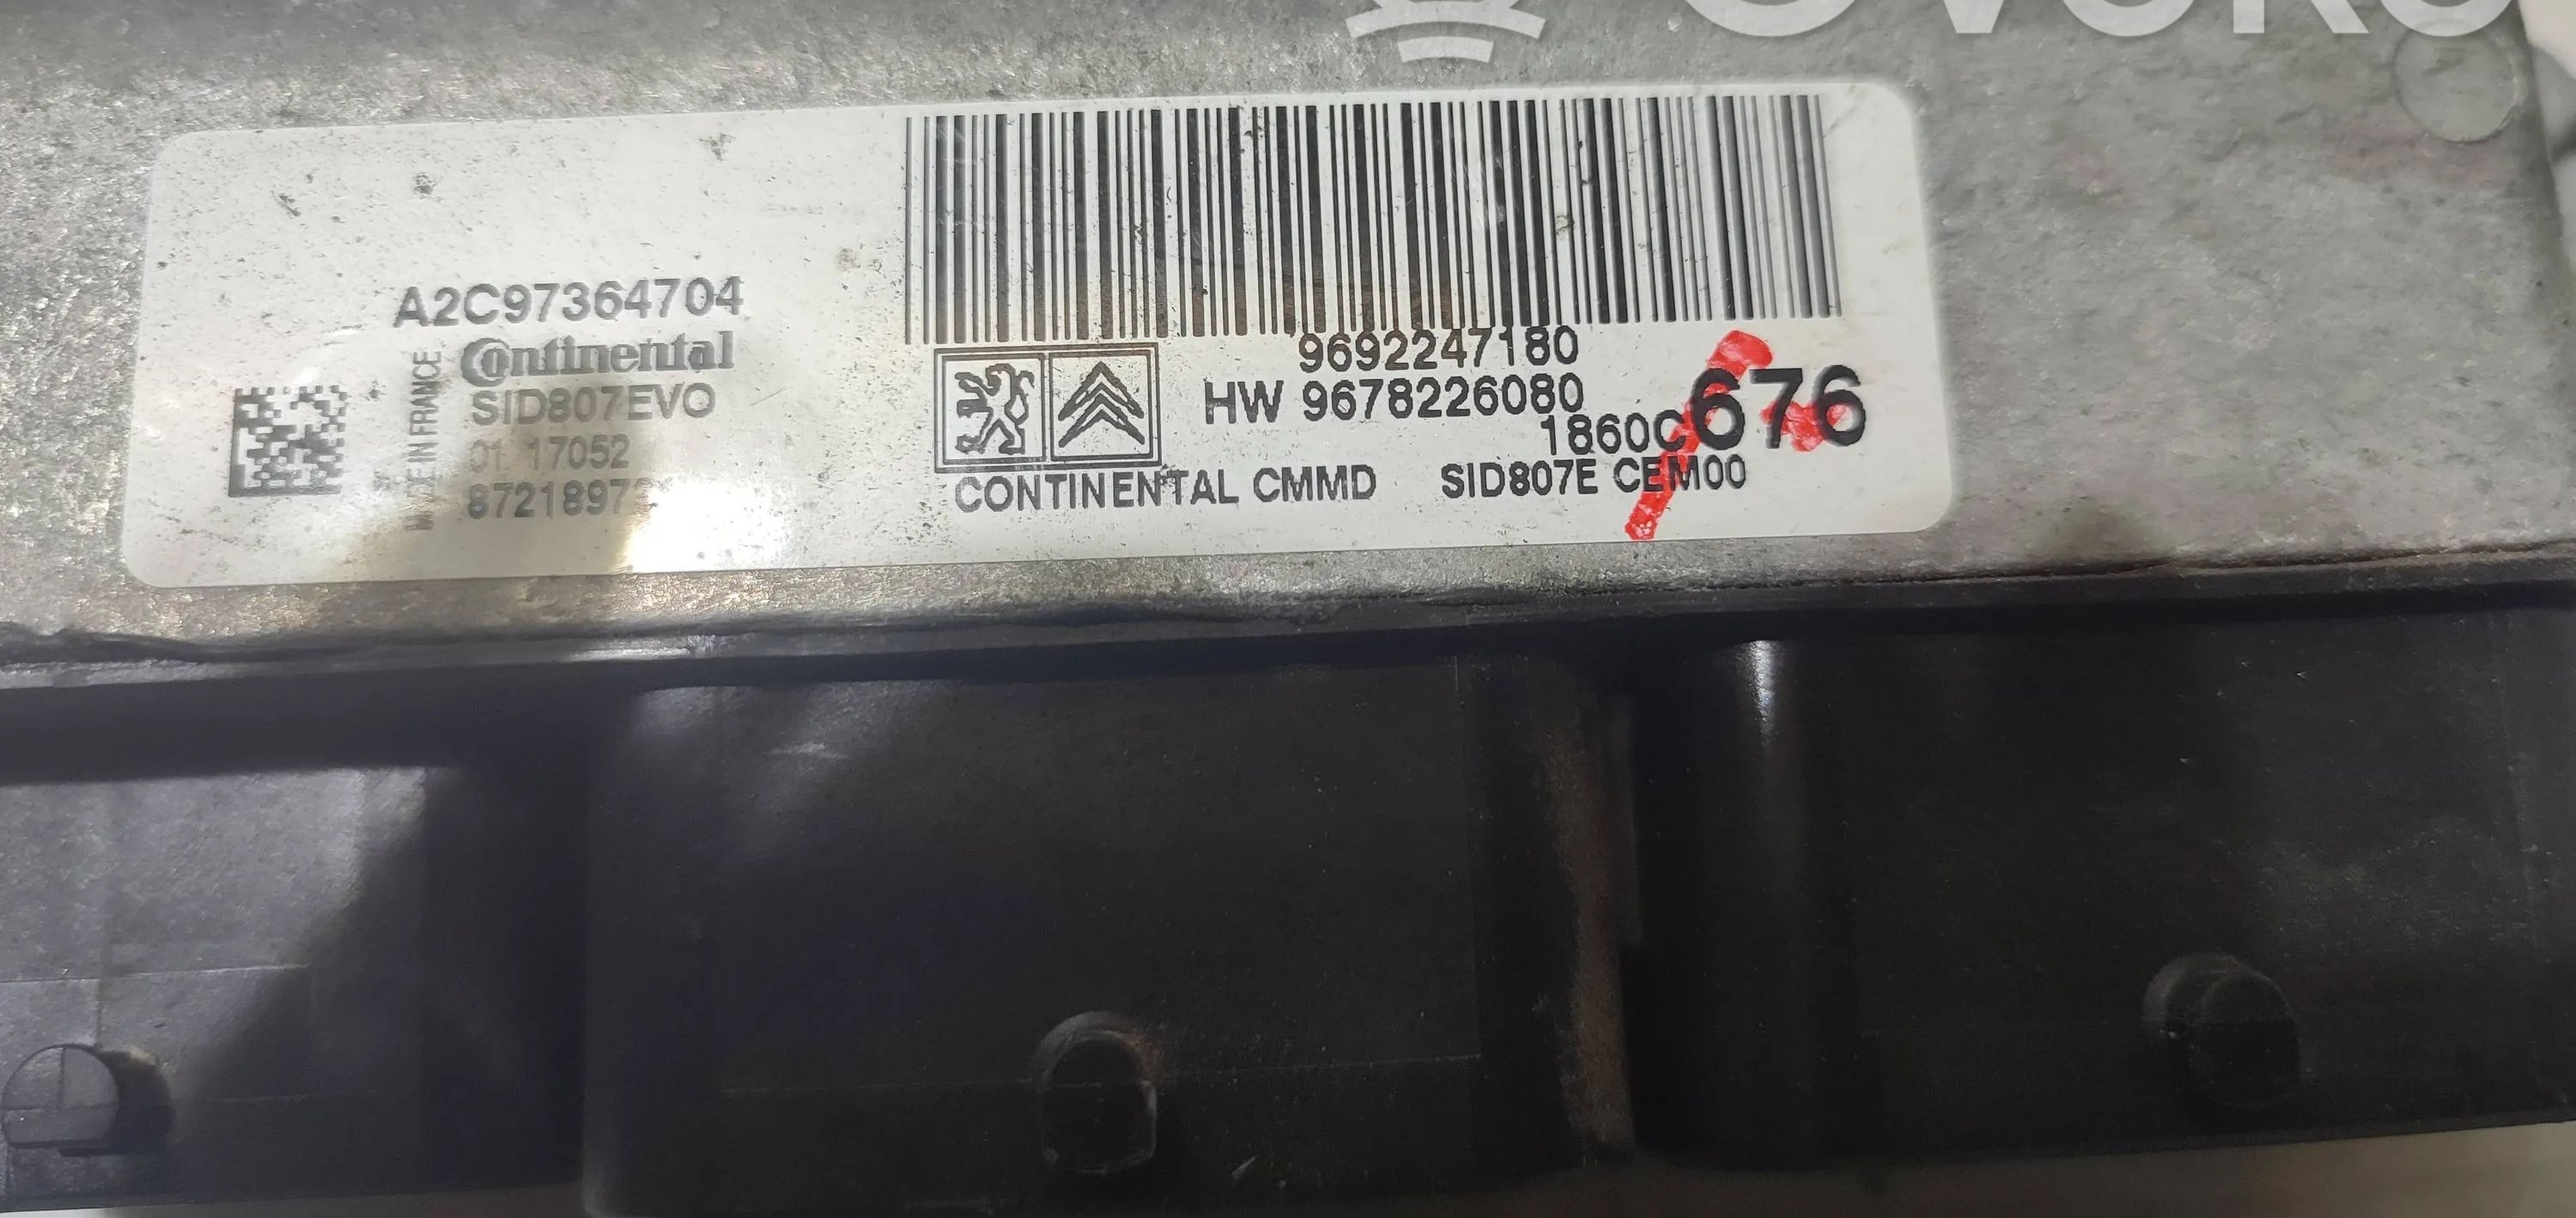 A2C97364704
Continental
MADE IN FRANCE
SID807EVO
01 17052
9692247180
HW 9678226080
1860C676
CONTINENTAL CMMD SID807E CEM00